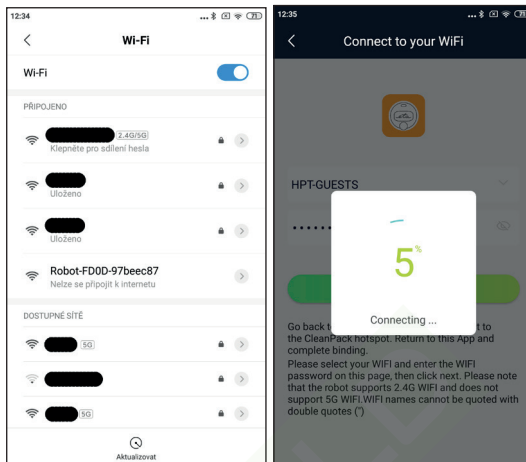 12:34
71
Wi-Fi
Wi-Fi
PŘIPOJENO
2.4G/5G
Klepněte pro sdílení hesla
Uloženo
Uloženo
Robot-FD0D-97beec87
Nelze se připojit k internetu
DOSTUPNÉ SÍTĚ
5G
5G
Aktualizovat
12:35
71
Connect to your WiFi
HPT-GUESTS
5%
Connecting ...
Go back t t to
the CleanPack hotspot. Return to this App and
complete binding.
Please select your WIFI and enter the WIFI
password on this page, then click next. Please note
that the robot supports 2.4G WIFI and does not
support 5G WIFI.WIFI names cannot be quoted with
double quotes (")